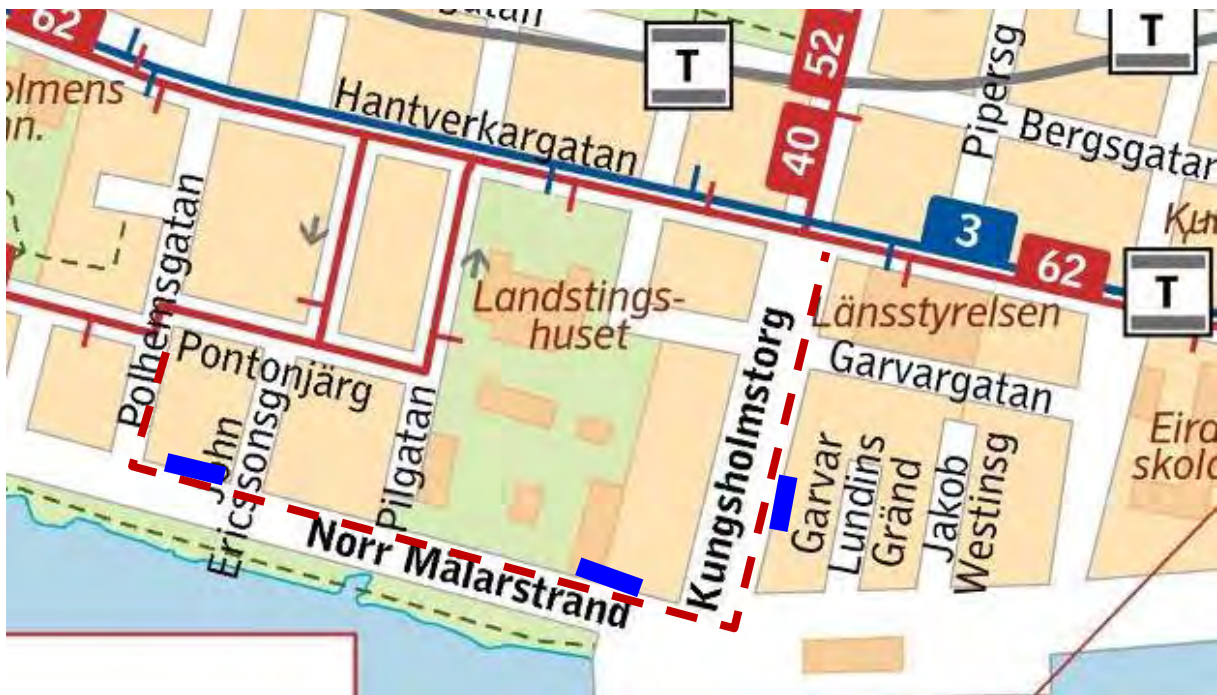 62
52
40
T
T
T
Hantverkargatan
Pipersg
Bergsgatan
3
62
Polhemsgatan
Landstings-
huset
Länsstyrelsen
Pontonjärg
Garvargatan
Kungsholmstorg
Pilgatan
John
Ericssonsg
Garvar
Lundins
Gränd
Jakob
Westinsg
Norr Mälarstrand